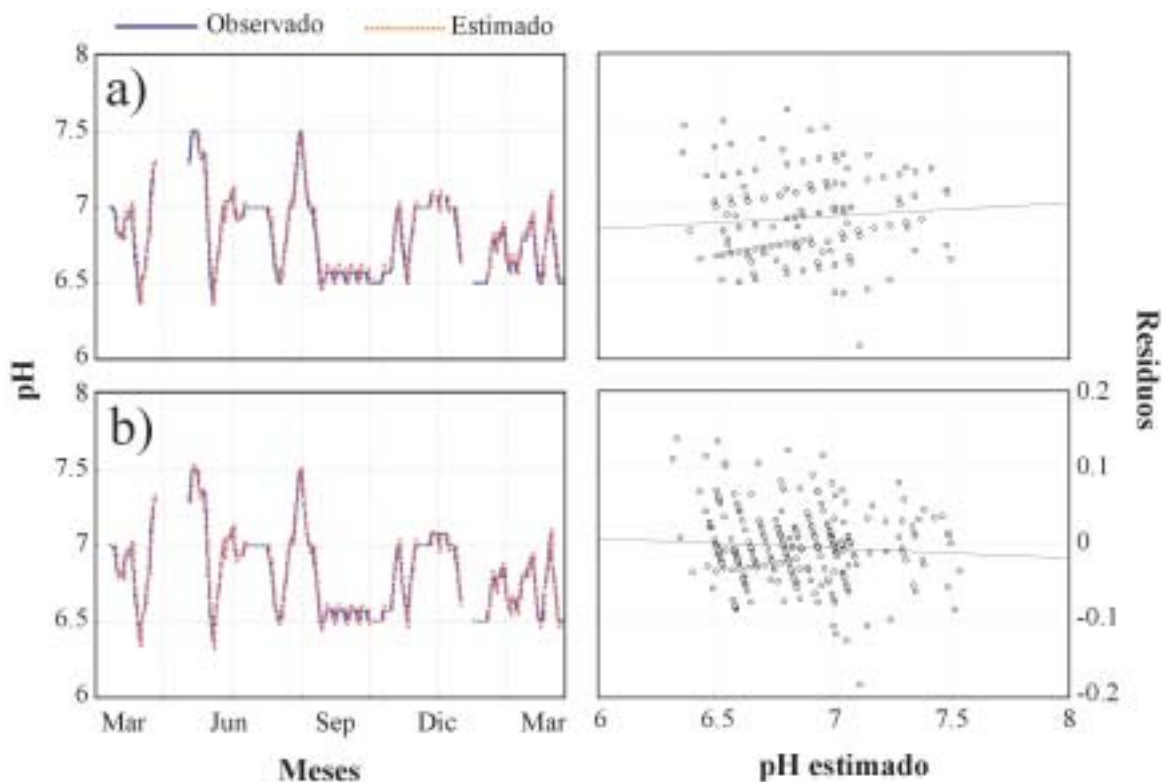 Observado Estimado
8
a)
7.5
7
6.5
6
pH
8
b)
7.5
7
6.5
6
Mar Jun Sep Dic Mar
Meses
Residuos
0.2
0.1
0
-0.1
-0.2
6 6.5 7 7.5 8
pH estimado